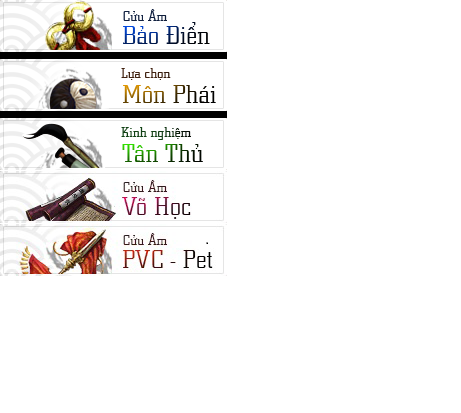 Cửu Âm
Bảo Điển
Lựa chọn
Môn Phái
Kinh nghiệm
Tân Thủ
Cửu Âm
Võ Học
Cửu Âm
PVC - Pet